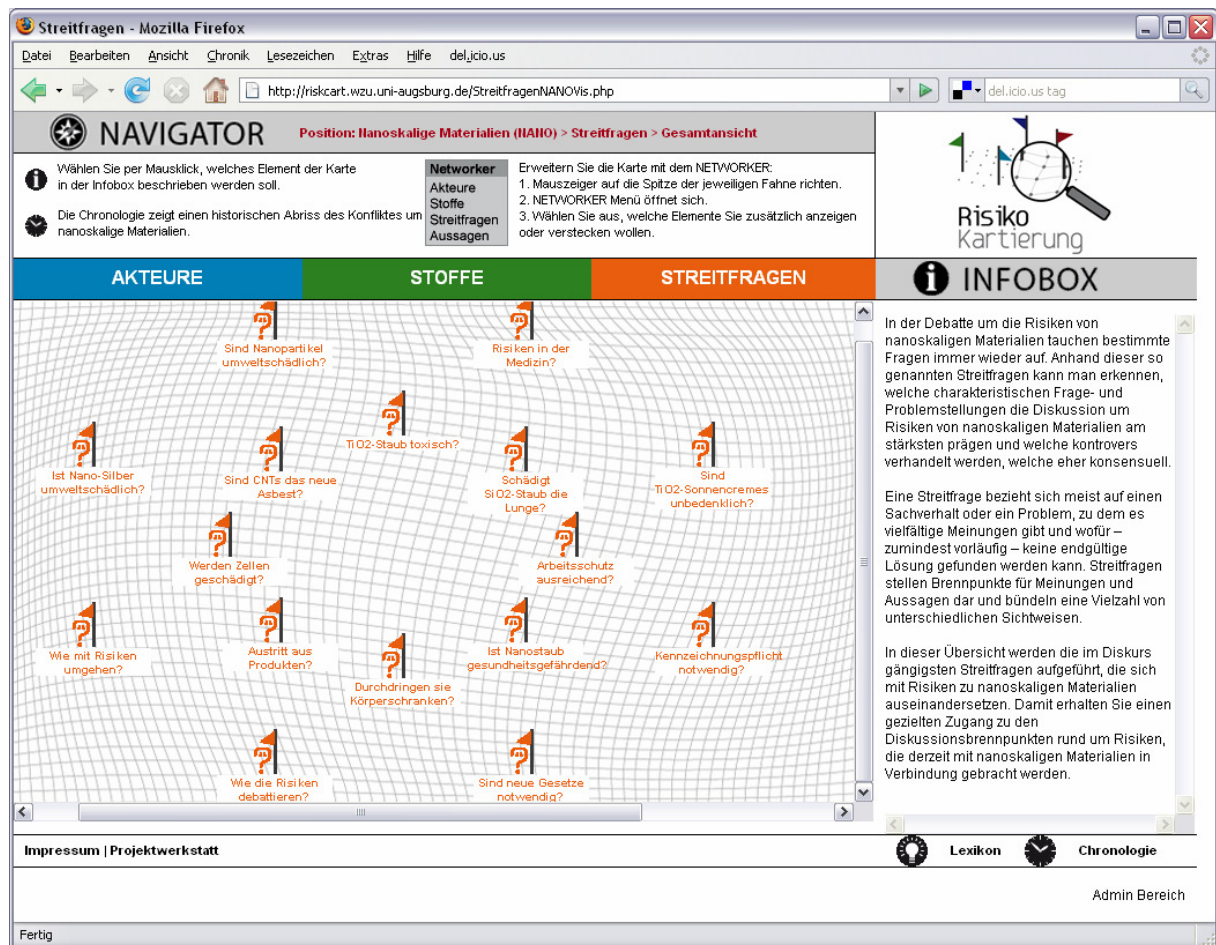 Streitfragen - Mozilla Firefox
Datei Bearbeiten Ansicht Chronik Lesezeichen Extras Hilfe del.icio.us
http://riskcart.wzu.uni-augsburg.de/StreitfragenNANOVis.php
del.icio.us tag
NAVIGATOR
Position: Nanoskalige Materialien (NANO) > Streitfragen > Gesamtansicht
Wählen Sie per Mausklick, welches Element der Karte
in der Infobox beschrieben werden soll.
Die Chronologie zeigt einen historischen Abriss des Konfliktes um
nanoskalige Materialien.
Networker
Akteure
Stoffe
Streitfragen
Aussagen
Erweitern Sie die Karte mit dem NETWORKER:
1. Mauszeiger auf die Spitze der jeweiligen Fahne richten.
2. NETWORKER Menü öffnet sich.
3. Wählen Sie aus, welche Elemente Sie zusätzlich anzeigen
oder verstecken wollen.
Risiko
Kartierung
AKTEURE
STOFFE
STREITFRAGEN
INFOBOX
Sind Nanopartikel
umweltschädlich?
Risiken in der
Medizin?
TiO2-Staub toxisch?
Ist Nano-Silber
umweltschädlich?
Sind CNTs das neue
Asbest?
Schädigt
SiO2-Staub die
Lunge?
Sind
TiO2-Sonnencremes
unbedenklich?
Werden Zellen
geschädigt?
Arbeitsschutz
ausreichend?
Wie mit Risiken
umgehen?
Austritt aus
Produkten?
Ist Nanostaub
gesundheitsgefährdend?
Kennzeichnungspflicht
notwendig?
Durchdringen sie
Körperschranken?
Wie die Risiken
debattieren?
Sind neue Gesetze
notwendig?
In der Debatte um die Risiken von
nanoskaligen Materialien tauchen bestimmte
Fragen immer wieder auf. Anhand dieser so
genannten Streitfragen kann man erkennen,
welche charakteristischen Frage- und
Problemstellungen die Diskussion um
Risiken von nanoskaligen Materialien am
stärksten prägen und welche kontrovers
verhandelt werden, welche eher konsensuell.
Eine Streitfrage bezieht sich meist auf einen
Sachverhalt oder ein Problem, zu dem es
vielfältige Meinungen gibt und wofür –
zumindest vorläufig – keine endgültige
Lösung gefunden werden kann. Streitfragen
stellen Brennpunkte für Meinungen und
Aussagen dar und bündeln eine Vielzahl von
unterschiedlichen Sichtweisen.
In dieser Übersicht werden die im Diskurs
gängigsten Streitfragen aufgeführt, die sich
mit Risiken zu nanoskaligen Materialien
auseinandersetzen. Damit erhalten Sie einen
gezielten Zugang zu den
Diskussionsbrennpunkten rund um Risiken,
die derzeit mit nanoskaligen Materialien in
Verbindung gebracht werden.
Impressum | Projektwerkstatt
Lexikon
Chronologie
Admin Bereich
Fertig